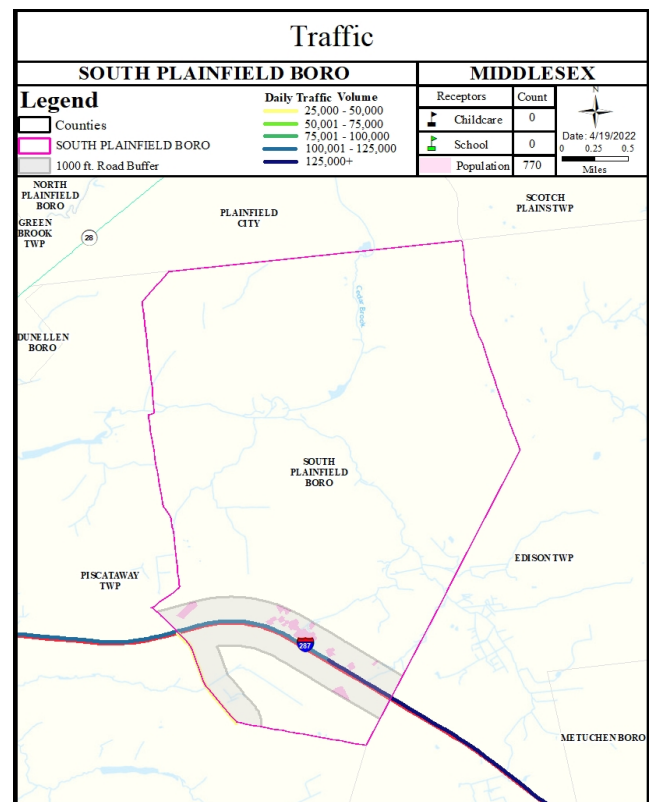 Traffic
SOUTH PLAINFIELD BORO
MIDDLESEX
Legend
Counties
SOUTH PLAINFIELD BORO
1000 ft. Road Buffer
Daily Traffic Volume
25,000 - 50,000
50,001 - 75,000
75,001 - 100,000
100,001 - 125,000
125,000+
Receptors Count
Childcare 0
School 0
Population 770
N
Date: 4/19/2022
0 0.25 0.5
Miles
NORTH
PLAINFIELD
BORO
GREEN
BROOK
TWP
28
PLAINFIELD
CITY
SCOTCH
PLAINS TWP
Cedar Brook
DUNELLEN
BORO
SOUTH
PLAINFIELD
BORO
EDISON TWP
PISCATAWAY
TWP
287
METUCHEN BORO